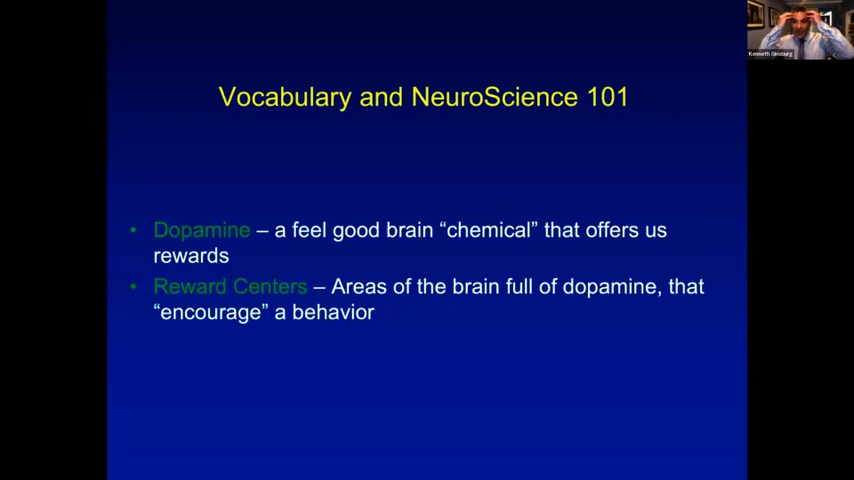 Kenneth Ginsburg
Vocabulary and NeuroScience 101
• Dopamine – a feel good brain “chemical” that offers us
rewards
• Reward Centers – Areas of the brain full of dopamine, that
“encourage” a behavior